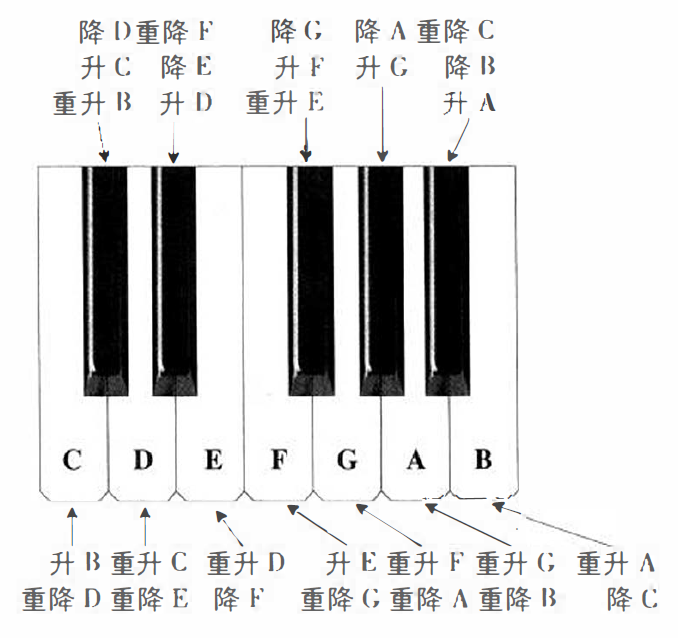 降 D 重降 F 降 G 降 A 重降 C
升 C 降 E 升 F 升 G 降 B
重升 B 升 D 重升 E 升 A
C D E F G A B
升 B 重升 C 重升 D 升 E 重升 F 重升 G 重升 A
重降 D 重降 E 降 F 重降 G 重降 A 重降 B 降 C